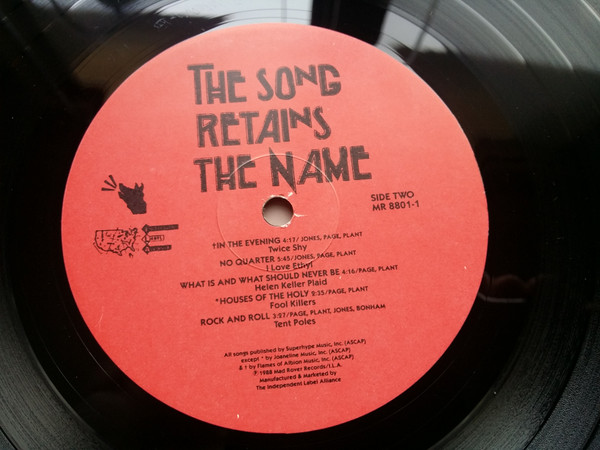 THE SONG
RETAINS
THE NAME
SIDE TWO
MR 8801-1
†IN THE EVENING 4:17/ JONES, PAGE, PLANT
Twice Shy
NO QUARTER 5:45/ JONES, PAGE, PLANT
I Love Ethyl
WHAT IS AND WHAT SHOULD NEVER BE 4:16/PAGE, PLANT
Helen Keller Plaid
*HOUSES OF THE HOLY 2:25/PAGE, PLANT
Fool Killers
ROCK AND ROLL 3:27/PAGE, PLANT, JONES, BONHAM
Tent Poles
All songs published by Superhype Music, Inc. (ASCAP)
except * by Joaneline Music, Inc. (ASCAP)
& † by Flames of Albion Music, Inc. (ASCAP)
℗ 1988 Mad Rover Records/I.L.A.
Manufactured & Marketed by
The Independent Label Alliance